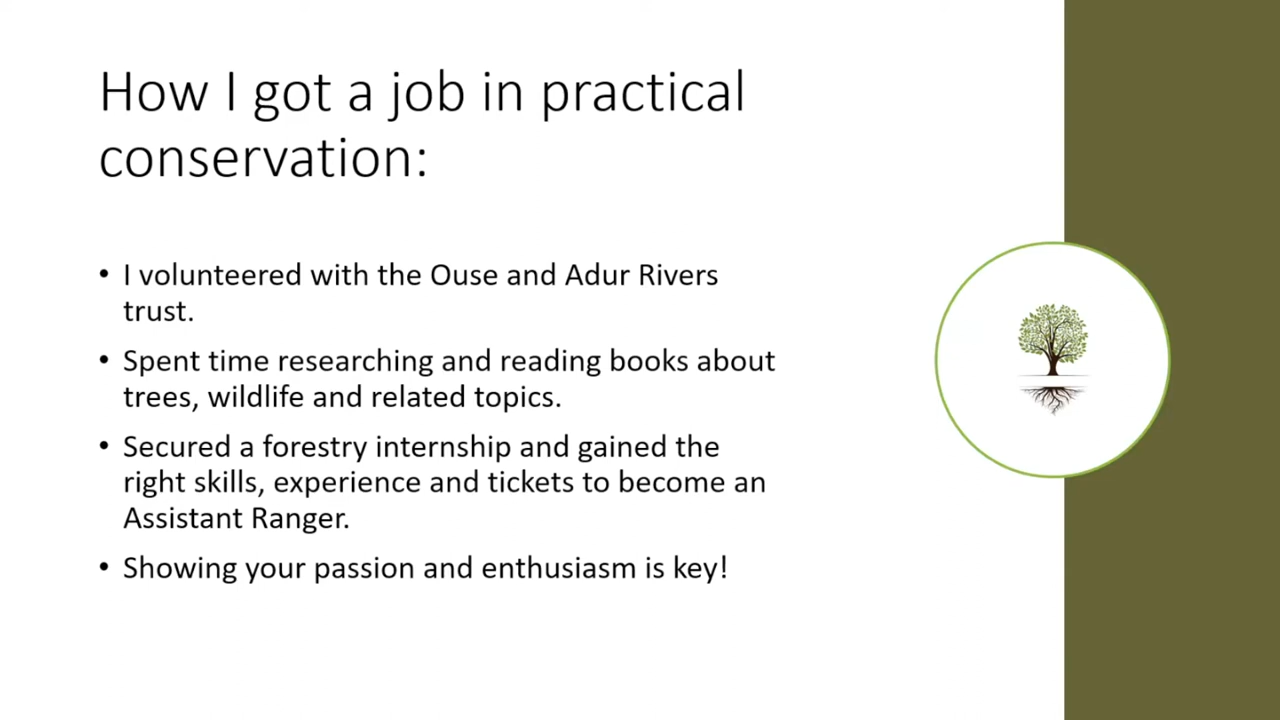 How I got a job in practical
conservation:
• I volunteered with the Ouse and Adur Rivers
trust.
• Spent time researching and reading books about
trees, wildlife and related topics.
• Secured a forestry internship and gained the
right skills, experience and tickets to become an
Assistant Ranger.
• Showing your passion and enthusiasm is key!